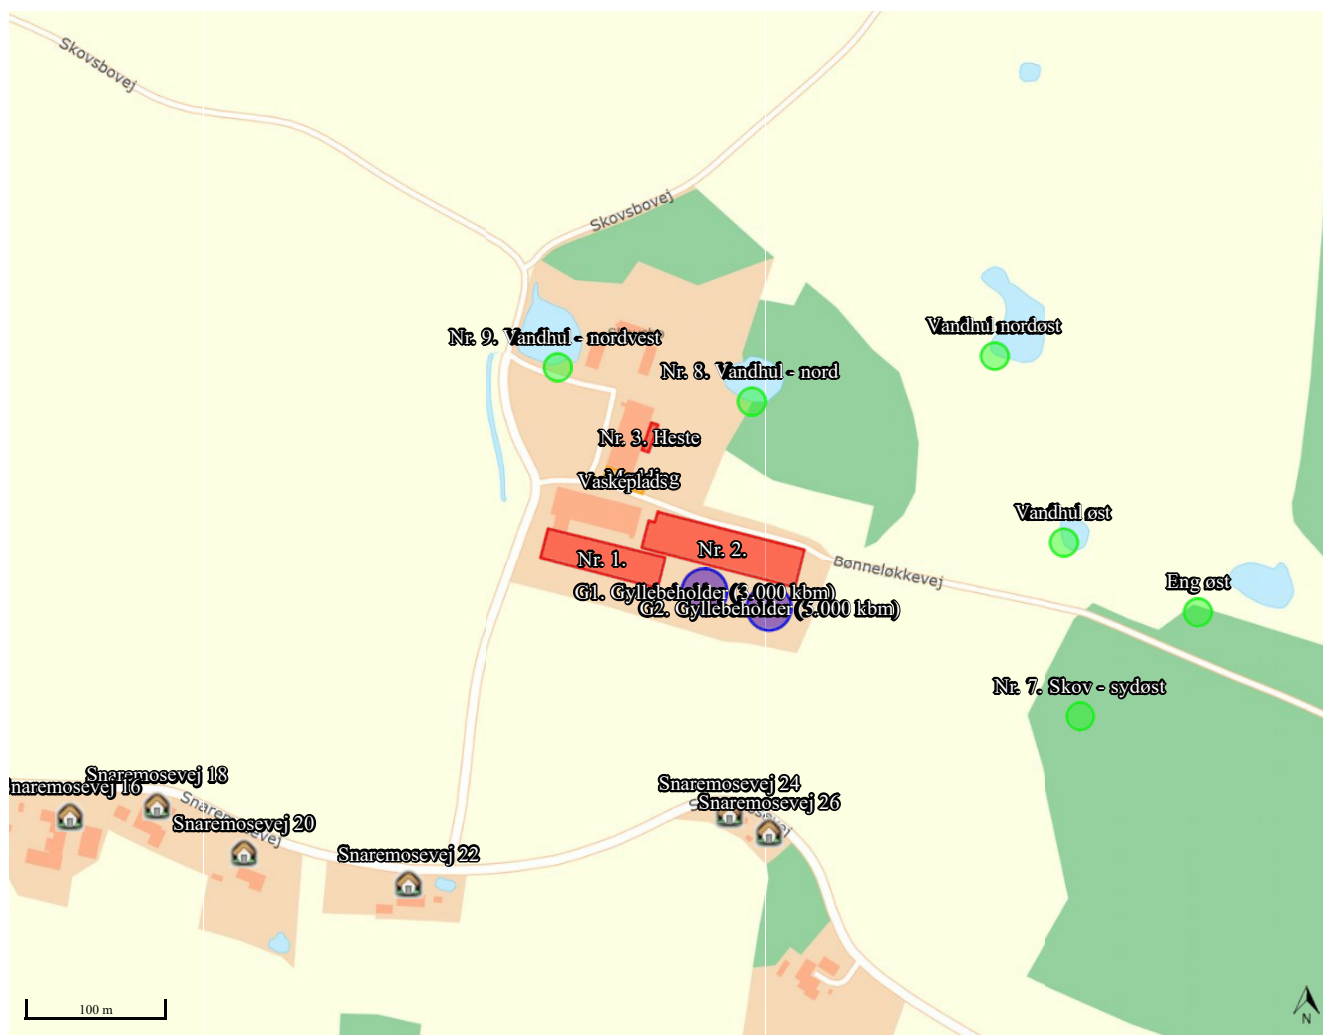 Skovsbovej
Skovsbovej
Vandhul nordøst
Nr. 9. Vandhul - nordvest
Nr. 8. Vandhul - nord
Nr. 3. Heste
Vaskeplads
Vandhul øst
Nr. 2.
Nr. 1.
Bønneløkkevej
Eng øst
G1. Gyllebeholder (3.000 kbm)
G2. Gyllebeholder (5.000 kbm)
Nr. 7. Skov - sydøst
Snaremosevej 18
Snaremosevej 16
Snaremosevej 24
Snaremosevej 26
Snaremosevej 20
Snaremosevej 22
100 m
N